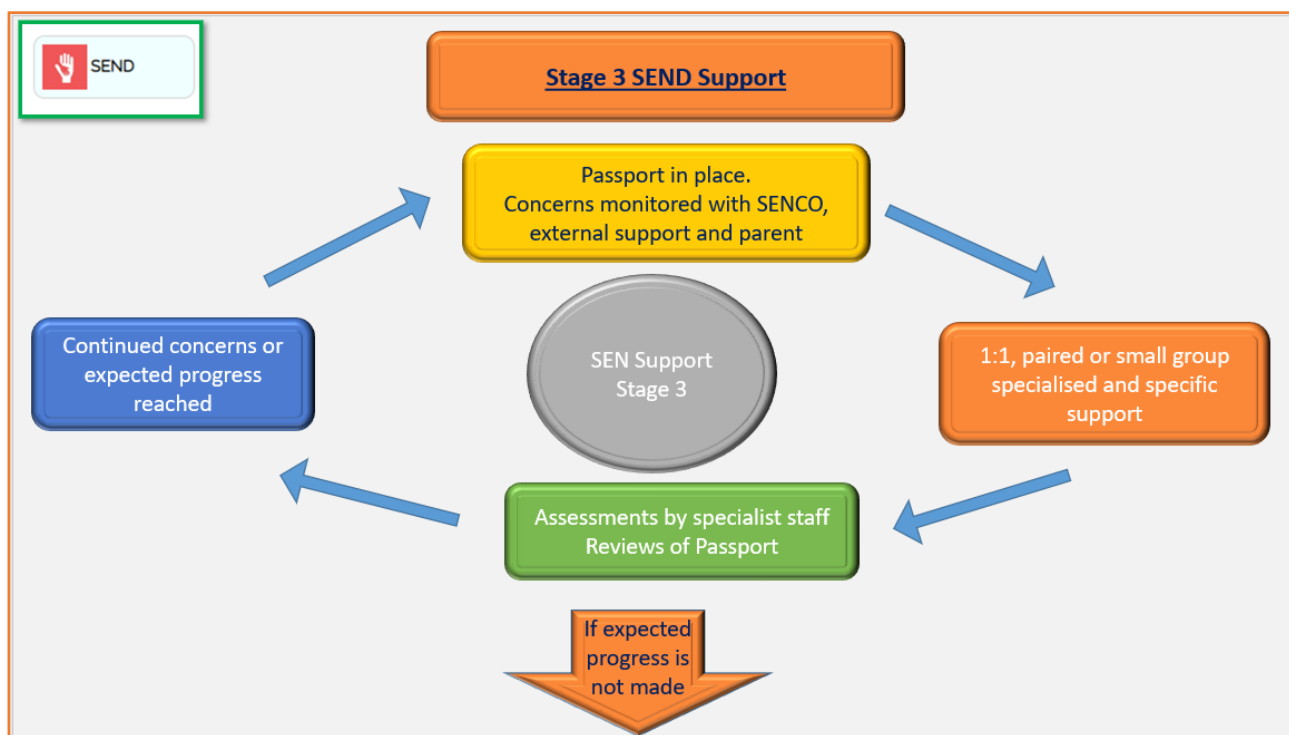 SEND
Stage 3 SEND Support
Passport in place.
Concerns monitored with SENCO,
external support and parent
Continued concerns or
expected progress
reached
SEN Support
Stage 3
1:1, paired or small group
specialised and specific
support
Assessments by specialist staff
Reviews of Passport
If expected
progress is
not made